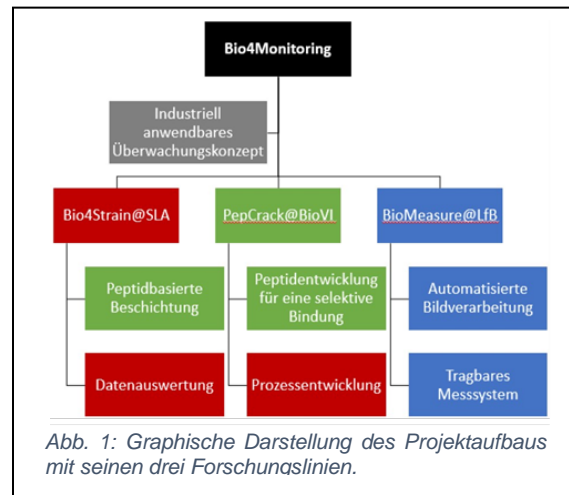 Bio4Monitoring
Industriell
anwendbares
Überwachungskonzept
Bio4Strain@SLA
PepCrack@BioVI
BioMeasure@LfB
Peptidbasierte
Beschichtung
Peptidentwicklung
für eine selektive
Bindung
Automatisierte
Bildverarbeitung
Datenauswertung
Prozessentwicklung
Tragbares
Messsystem
Abb. 1: Graphische Darstellung des Projektaufbaus
mit seinen drei Forschungslinien.